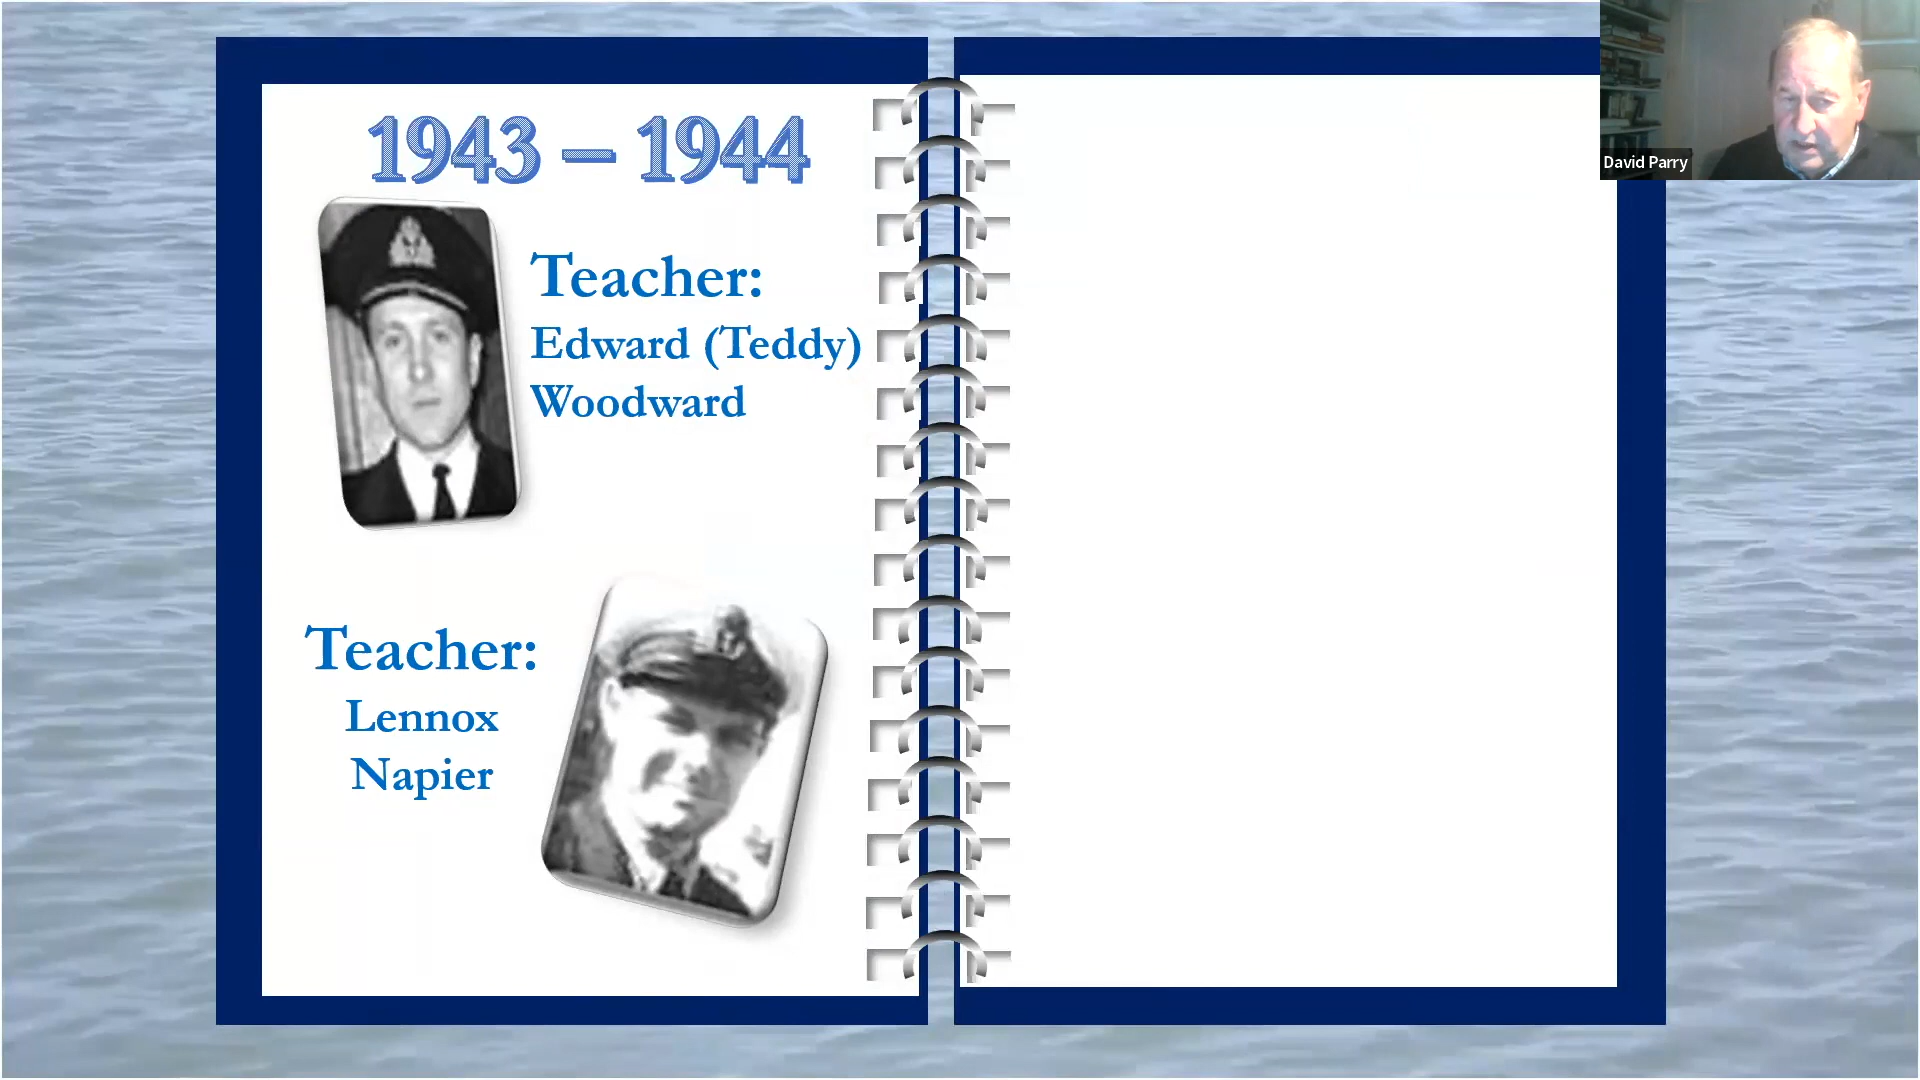 1943 – 1944
Teacher:
Edward (Teddy)
Woodward
Teacher:
Lennox
Napier
David Parry